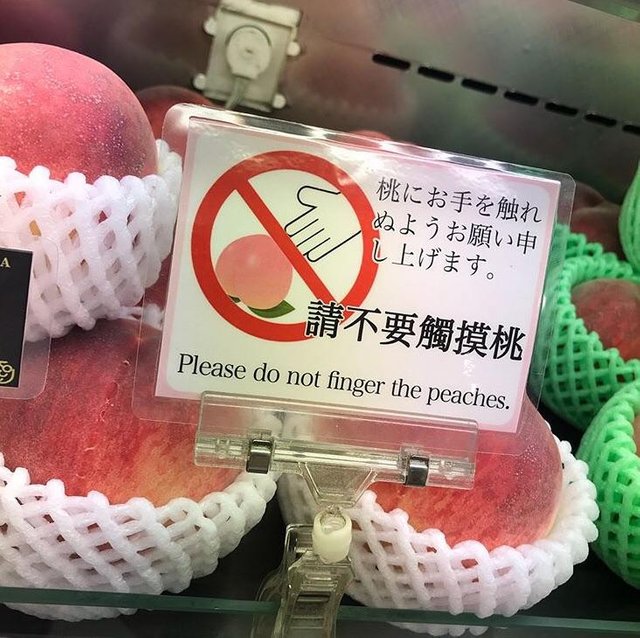 桃にお手を触れ
ぬようお願い申
し上げます。
請不要觸摸桃
Please do not finger the peaches.
A